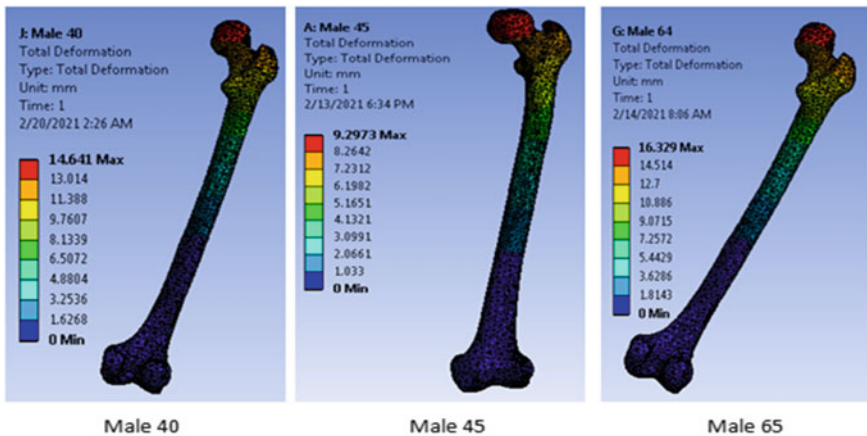 J: Male 40
Total Deformation
Type: Total Deformation
Unit: mm
Time: 1
2/20/2021 2:26 AM
14.641 Max
13.014
11.388
9.7607
8.1339
6.5072
4.8804
3.2536
1.6268
0 Min
A: Male 45
Total Deformation
Type: Total Deformation
Unit: mm
Time: 1
2/13/2021 6:34 PM
9.2973 Max
8.2642
7.2312
6.1982
5.1651
4.1321
3.0991
2.0661
1.033
0 Min
G: Male 64
Total Deformation
Type: Total Deformation
Unit: mm
Time: 1
2/14/2021 8:06 AM
16.329 Max
14.514
12.7
10.886
9.0715
7.2572
5.4429
3.6286
1.8143
0 Min
Male 40
Male 45
Male 65